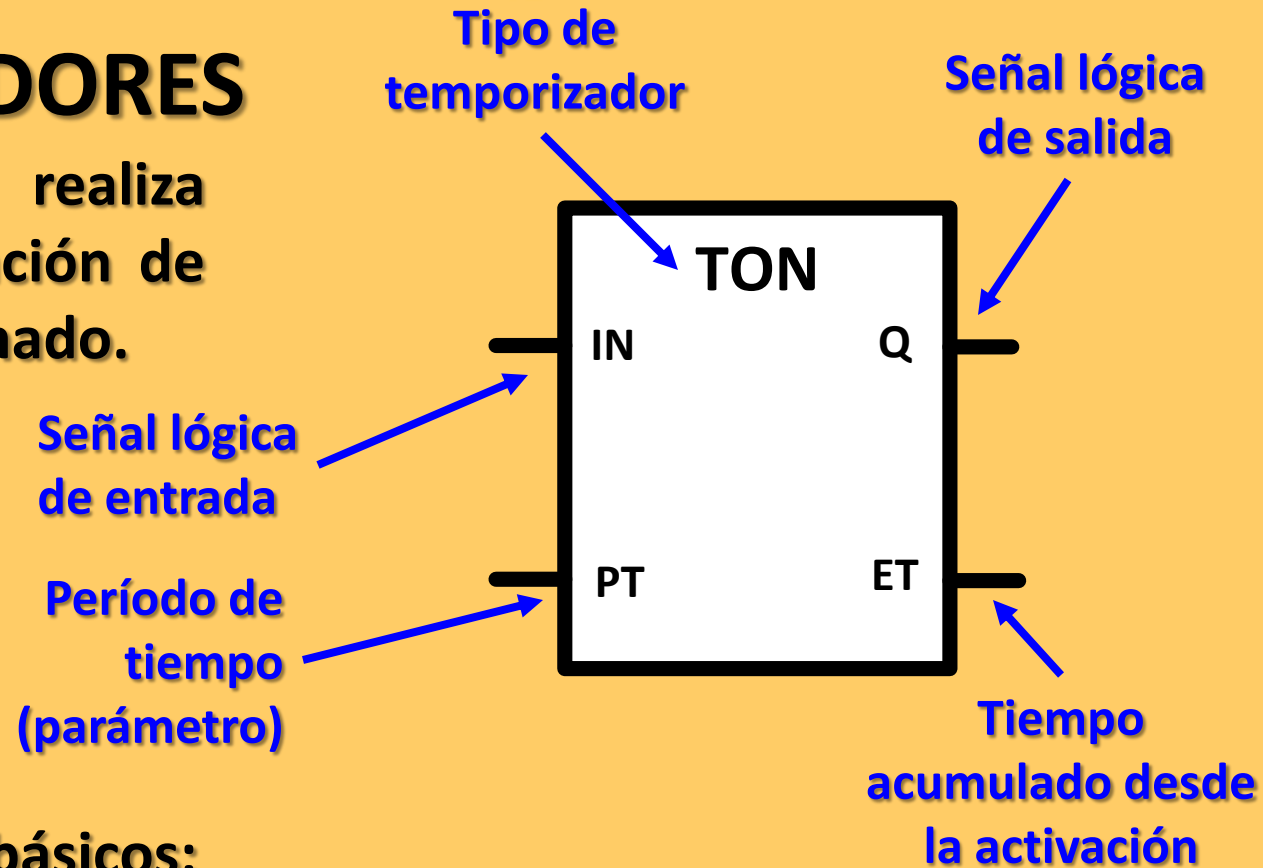 DORES
realiza
ción de
nado.
básicos:
Tipo de
temporizador
Señal lógica
de salida
TON
IN
Q
Señal lógica
de entrada
PT
ET
Período de
tiempo
(parámetro)
Tiempo
acumulado desde
la activación